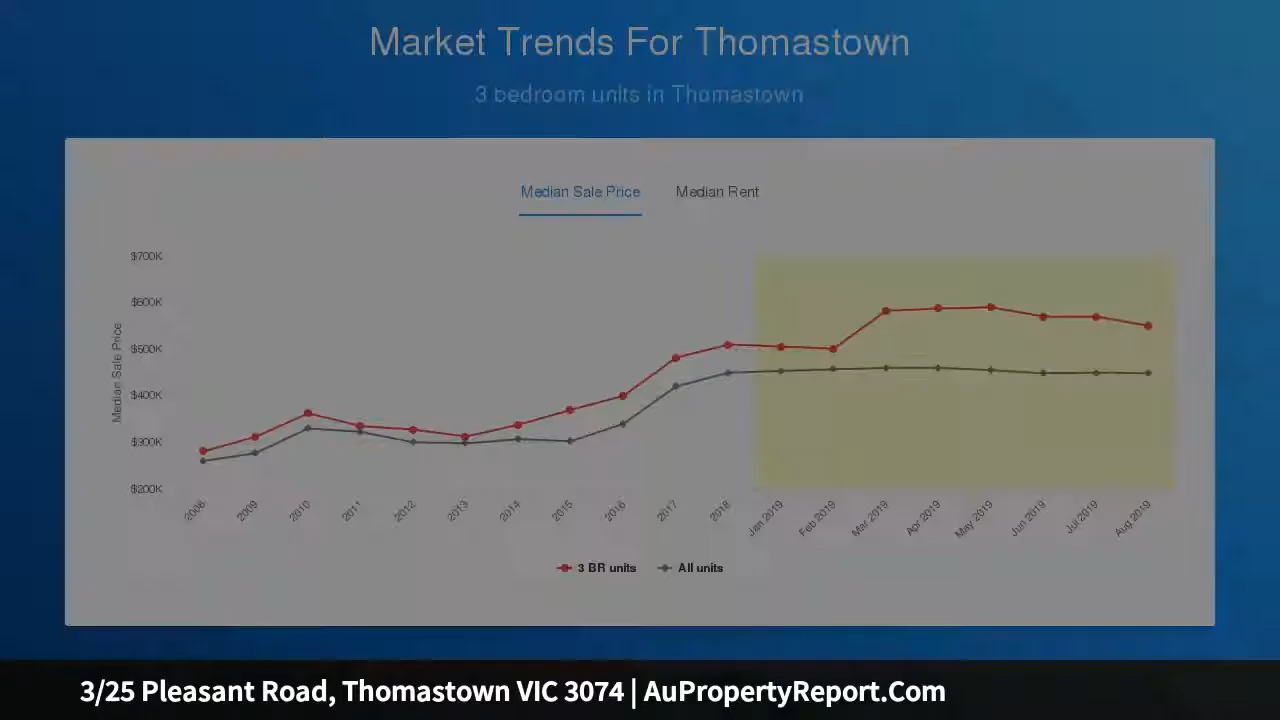 Market Trends For Thomastown
3 bedroom units in Thomastown
Median Sale Price Median Rent
$700K
$600K
$500K
$400K
$300K
$200K
Median Sale Price
2008 2009 2010 2011 2012 2013 2014 2015 2016 2017 2018 Jan 2019 Feb 2019 Mar 2019 Apr 2019 May 2019 Jun 2019 Jul 2019 Aug 2019
3 BR units All units
3/25 Pleasant Road, Thomastown VIC 3074 | AuPropertyReport.Com